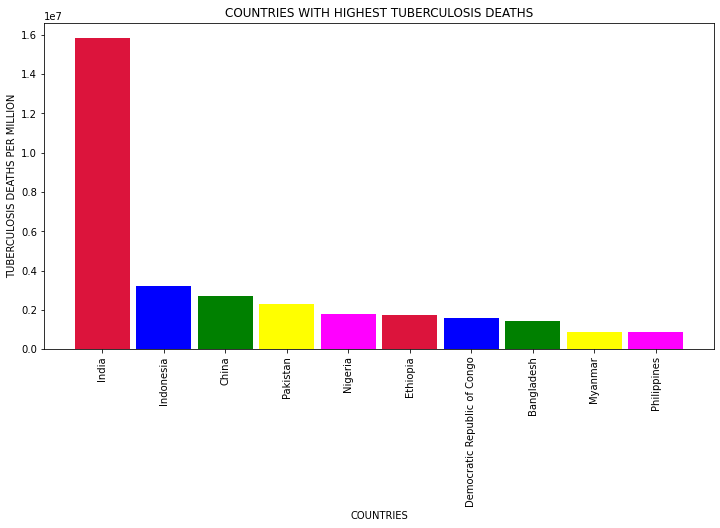 COUNTRIES WITH HIGHEST TUBERCULOSIS DEATHS
1e7
1.6
1.4
1.2
1.0
0.8
0.6
0.4
0.2
0.0
TUBERCULOSIS DEATHS PER MILLION
India
Indonesia
China
Pakistan
Nigeria
Ethiopia
Democratic Republic of Congo
Bangladesh
Myanmar
Philippines
COUNTRIES